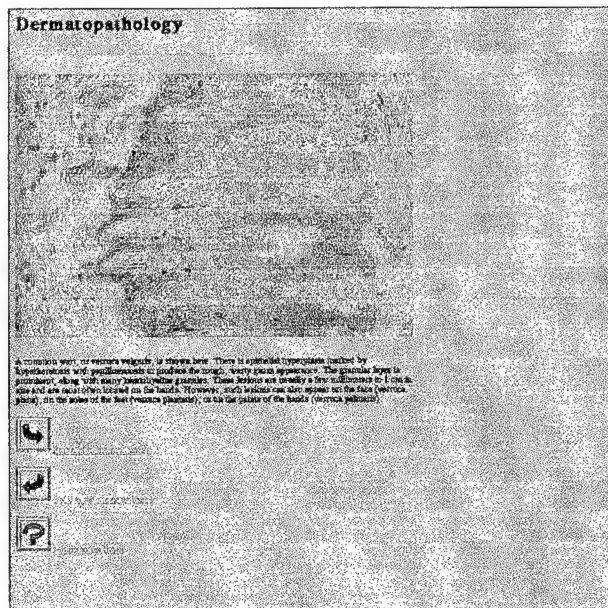 Dermatopathology
A common wart, or verruca vulgaris, is shown here. There is epithelial hyperplasia marked by
hyperkeratosis with papillomatosis to produce the rough, warty gross appearance. The granular layer is
prominent, along with many keratohyaline granules. These lesions are usually a few millimeters to 1 cm in
size and are most often located on the hands. However, such lesions can also appear on the face (verruca
plana), on the soles of the feet (verruca plantaris), or on the palms of the hands (verruca palmaris).